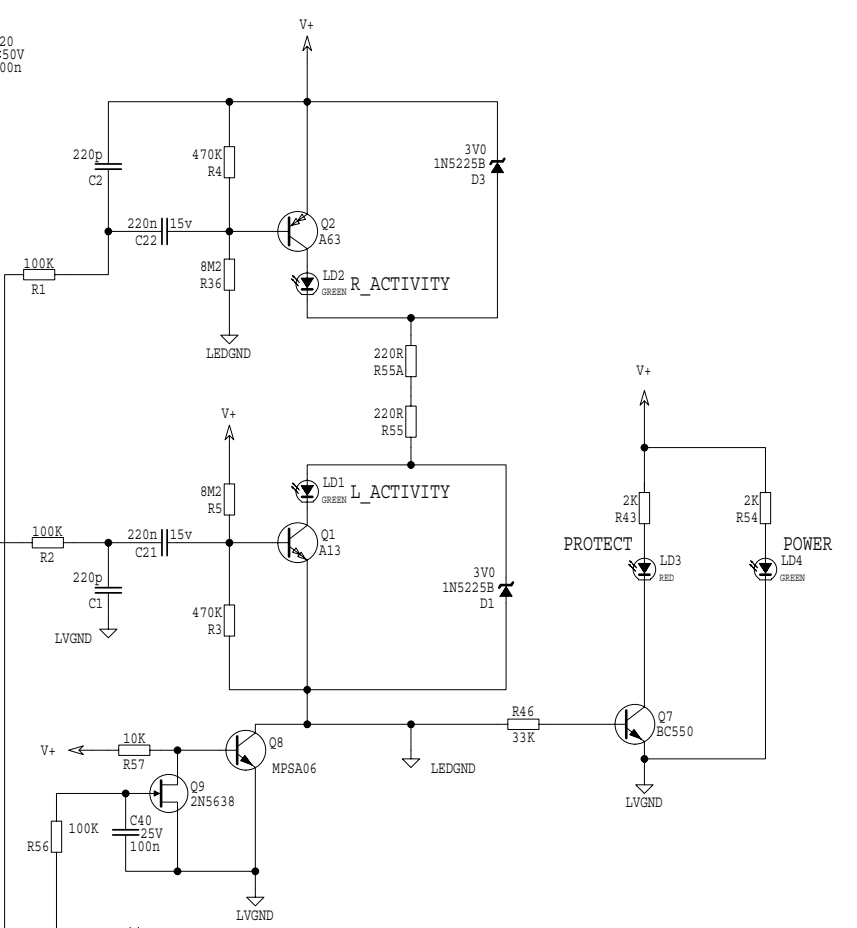 V+
20
50V
00n
220p
C2
470K
R4
3V0
1N5225B
D3
220n
15v
C22
Q2
A63
100K
R1
8M2
R36
LD2
GREEN
R_ACTIVITY
LEDGND
220R
R55A
V+
220R
R55
V+
8M2
R5
LD1
GREEN
L_ACTIVITY
2K
R43
2K
R54
100K
R2
220n
15v
C21
Q1
A13
PROTECT
POWER
LD3
RED
LD4
GREEN
220p
C1
3V0
1N5225B
D1
470K
R3
LVGND
R46
33K
Q7
BC550
V+
10K
R57
Q8
MPSA06
LEDGND
Q9
2N5638
LVGND
R56
100K
C40
25V
100n
LVGND